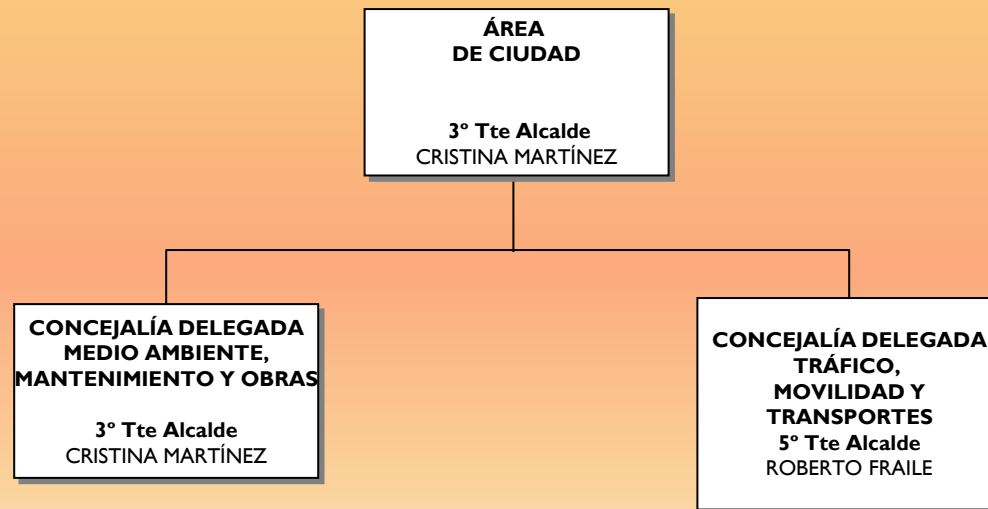 ÁREA
DE CIUDAD
3º Tte Alcalde
CRISTINA MARTÍNEZ
CONCEJALÍA DELEGADA
MEDIO AMBIENTE,
MANTENIMIENTO Y OBRAS
3º Tte Alcalde
CRISTINA MARTÍNEZ
CONCEJALÍA DELEGADA
TRÁFICO,
MOVILIDAD Y
TRANSPORTES
5º Tte Alcalde
ROBERTO FRAILE